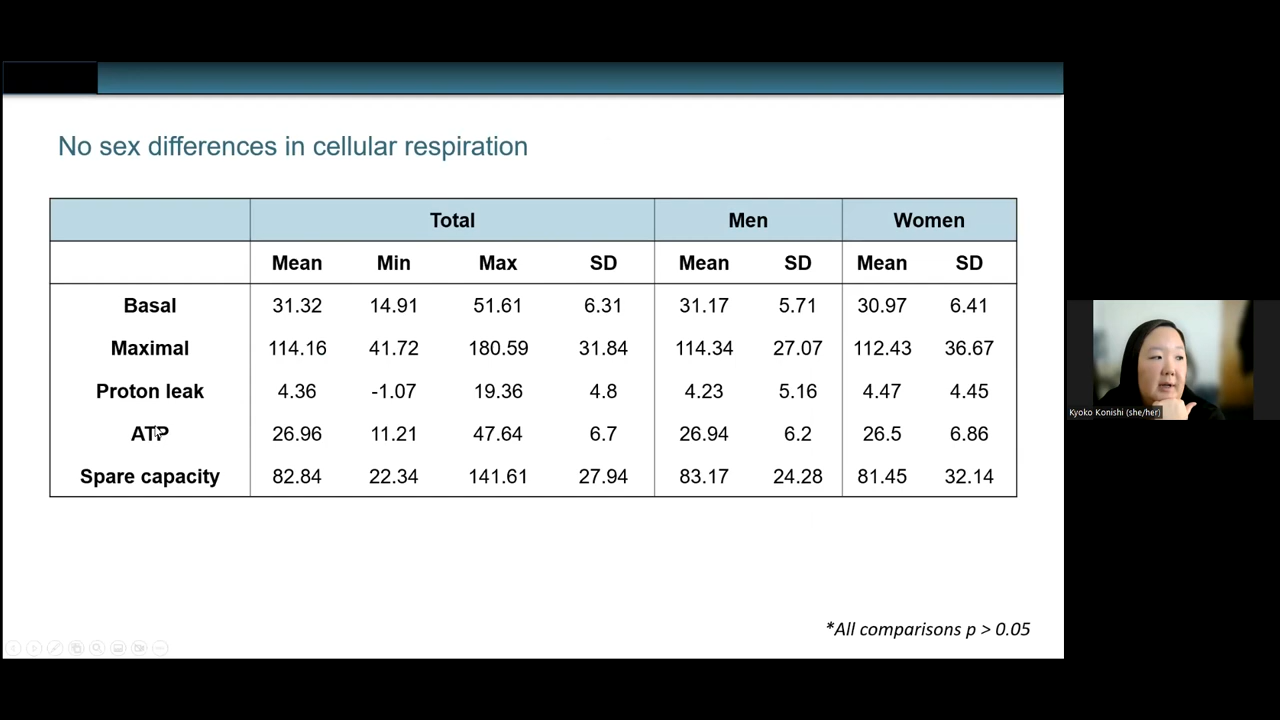 No sex differences in cellular respiration
Total Men Women
Mean Min Max SD Mean SD Mean SD
Basal 31.32 14.91 51.61 6.31 31.17 5.71 30.97 6.41
Maximal 114.16 41.72 180.59 31.84 114.34 27.07 112.43 36.67
Proton leak 4.36 -1.07 19.36 4.8 4.23 5.16 4.47 4.45
ATP 26.96 11.21 47.64 6.7 26.94 6.2 26.5 6.86
Spare capacity 82.84 22.34 141.61 27.94 83.17 24.28 81.45 32.14
*All comparisons p > 0.05
Kyoko Konishi (she/her)